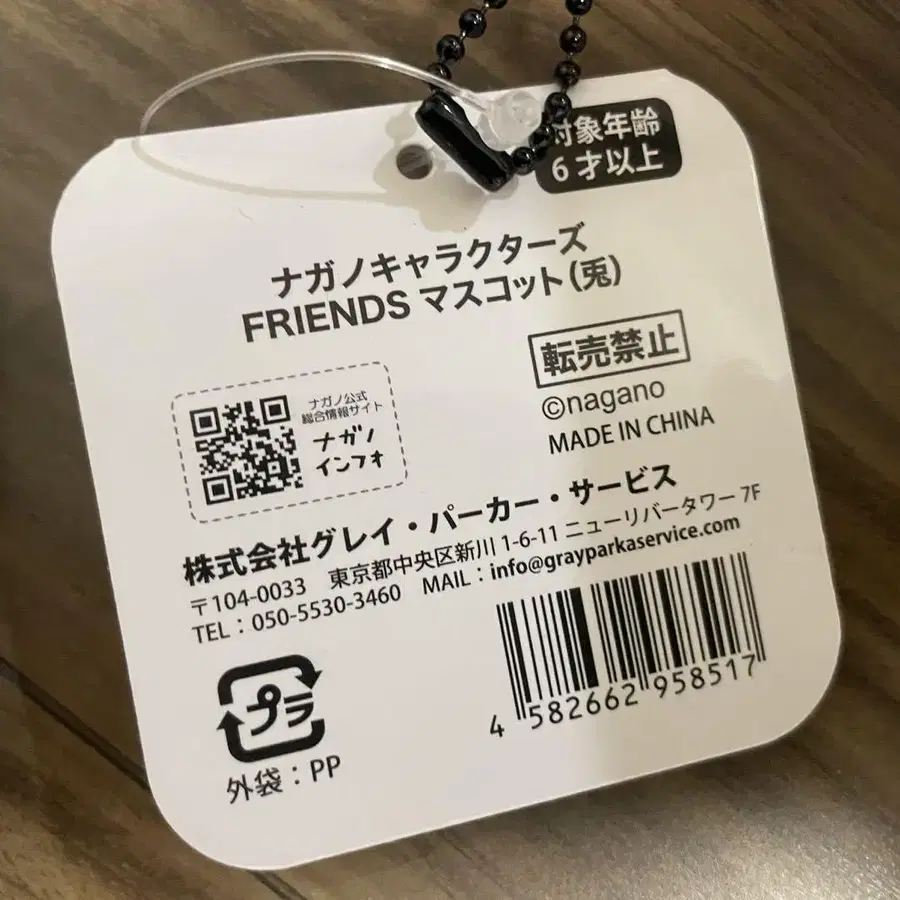 対象年齢
6才以上
ナガノキャラクターズ
FRIENDS マスコット(兎)
転売禁止
©nagano
MADE IN CHINA
ナガノ公式
総合情報サイト
ナガノ
インフォ
株式会社グレイ・パーカー・サービス
〒104-0033 東京都中央区新川1-6-11 ニューリバータワー 7F
TEL:050-5530-3460 MAIL:info@grayparkaservice.com
プラ
外袋:PP
4 582662 958517